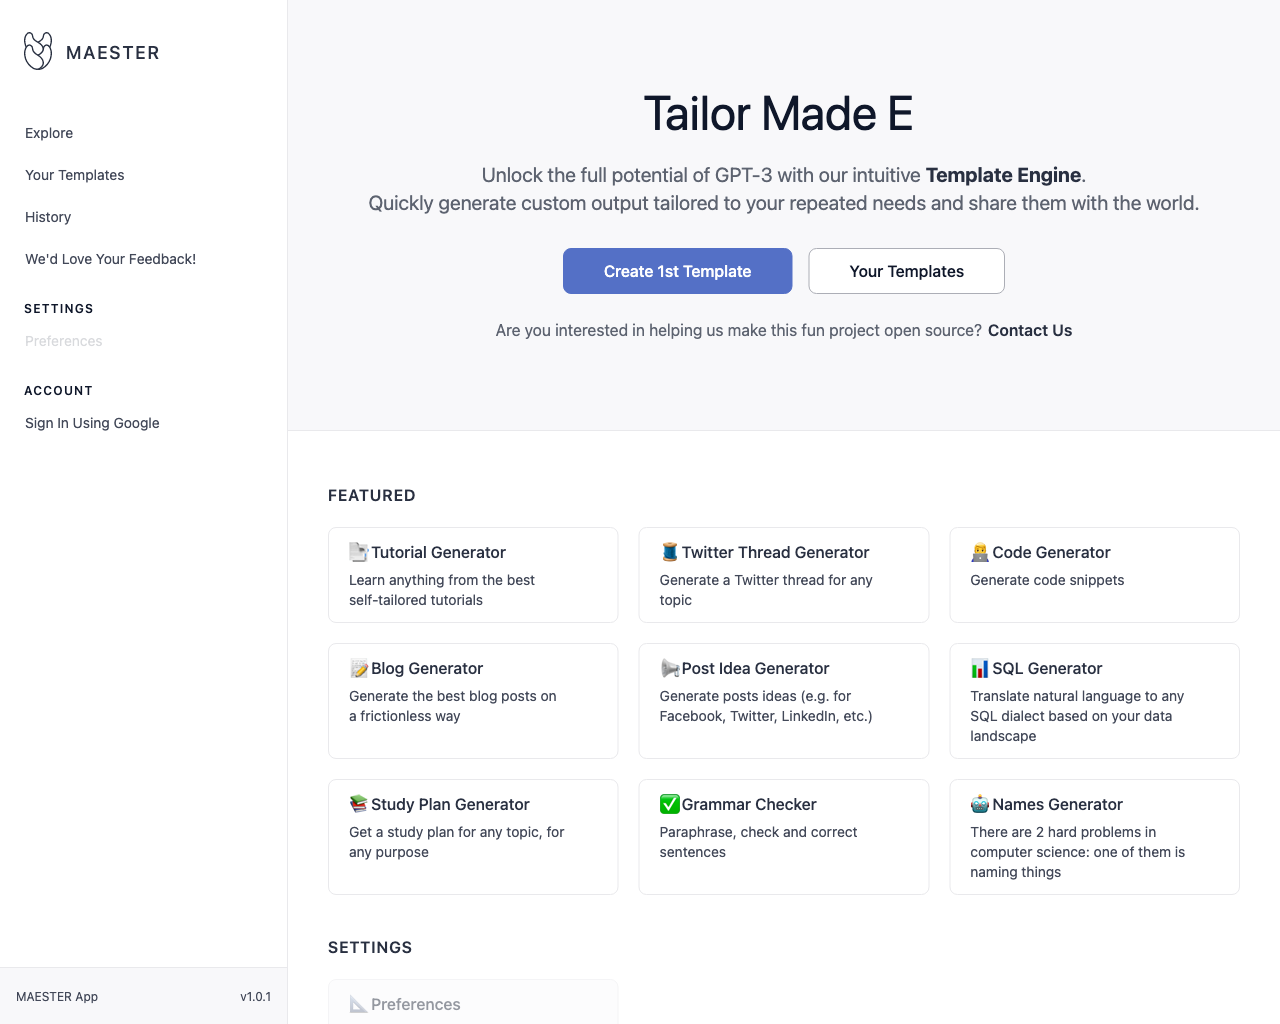 MAESTER
Explore
Your Templates
History
We'd Love Your Feedback!
SETTINGS
Preferences
ACCOUNT
Sign In Using Google
MAESTER App
v1.0.1
Tailor Made E
Unlock the full potential of GPT-3 with our intuitive Template Engine.
Quickly generate custom output tailored to your repeated needs and share them with the world.
Create 1st Template
Your Templates
Are you interested in helping us make this fun project open source? Contact Us
FEATURED
Tutorial Generator
Learn anything from the best
self-tailored tutorials
Twitter Thread Generator
Generate a Twitter thread for any
topic
Code Generator
Generate code snippets
Blog Generator
Generate the best blog posts on
a frictionless way
Post Idea Generator
Generate posts ideas (e.g. for
Facebook, Twitter, LinkedIn, etc.)
SQL Generator
Translate natural language to any
SQL dialect based on your data
landscape
Study Plan Generator
Get a study plan for any topic, for
any purpose
Grammar Checker
Paraphrase, check and correct
sentences
Names Generator
There are 2 hard problems in
computer science: one of them is
naming things
SETTINGS
Preferences